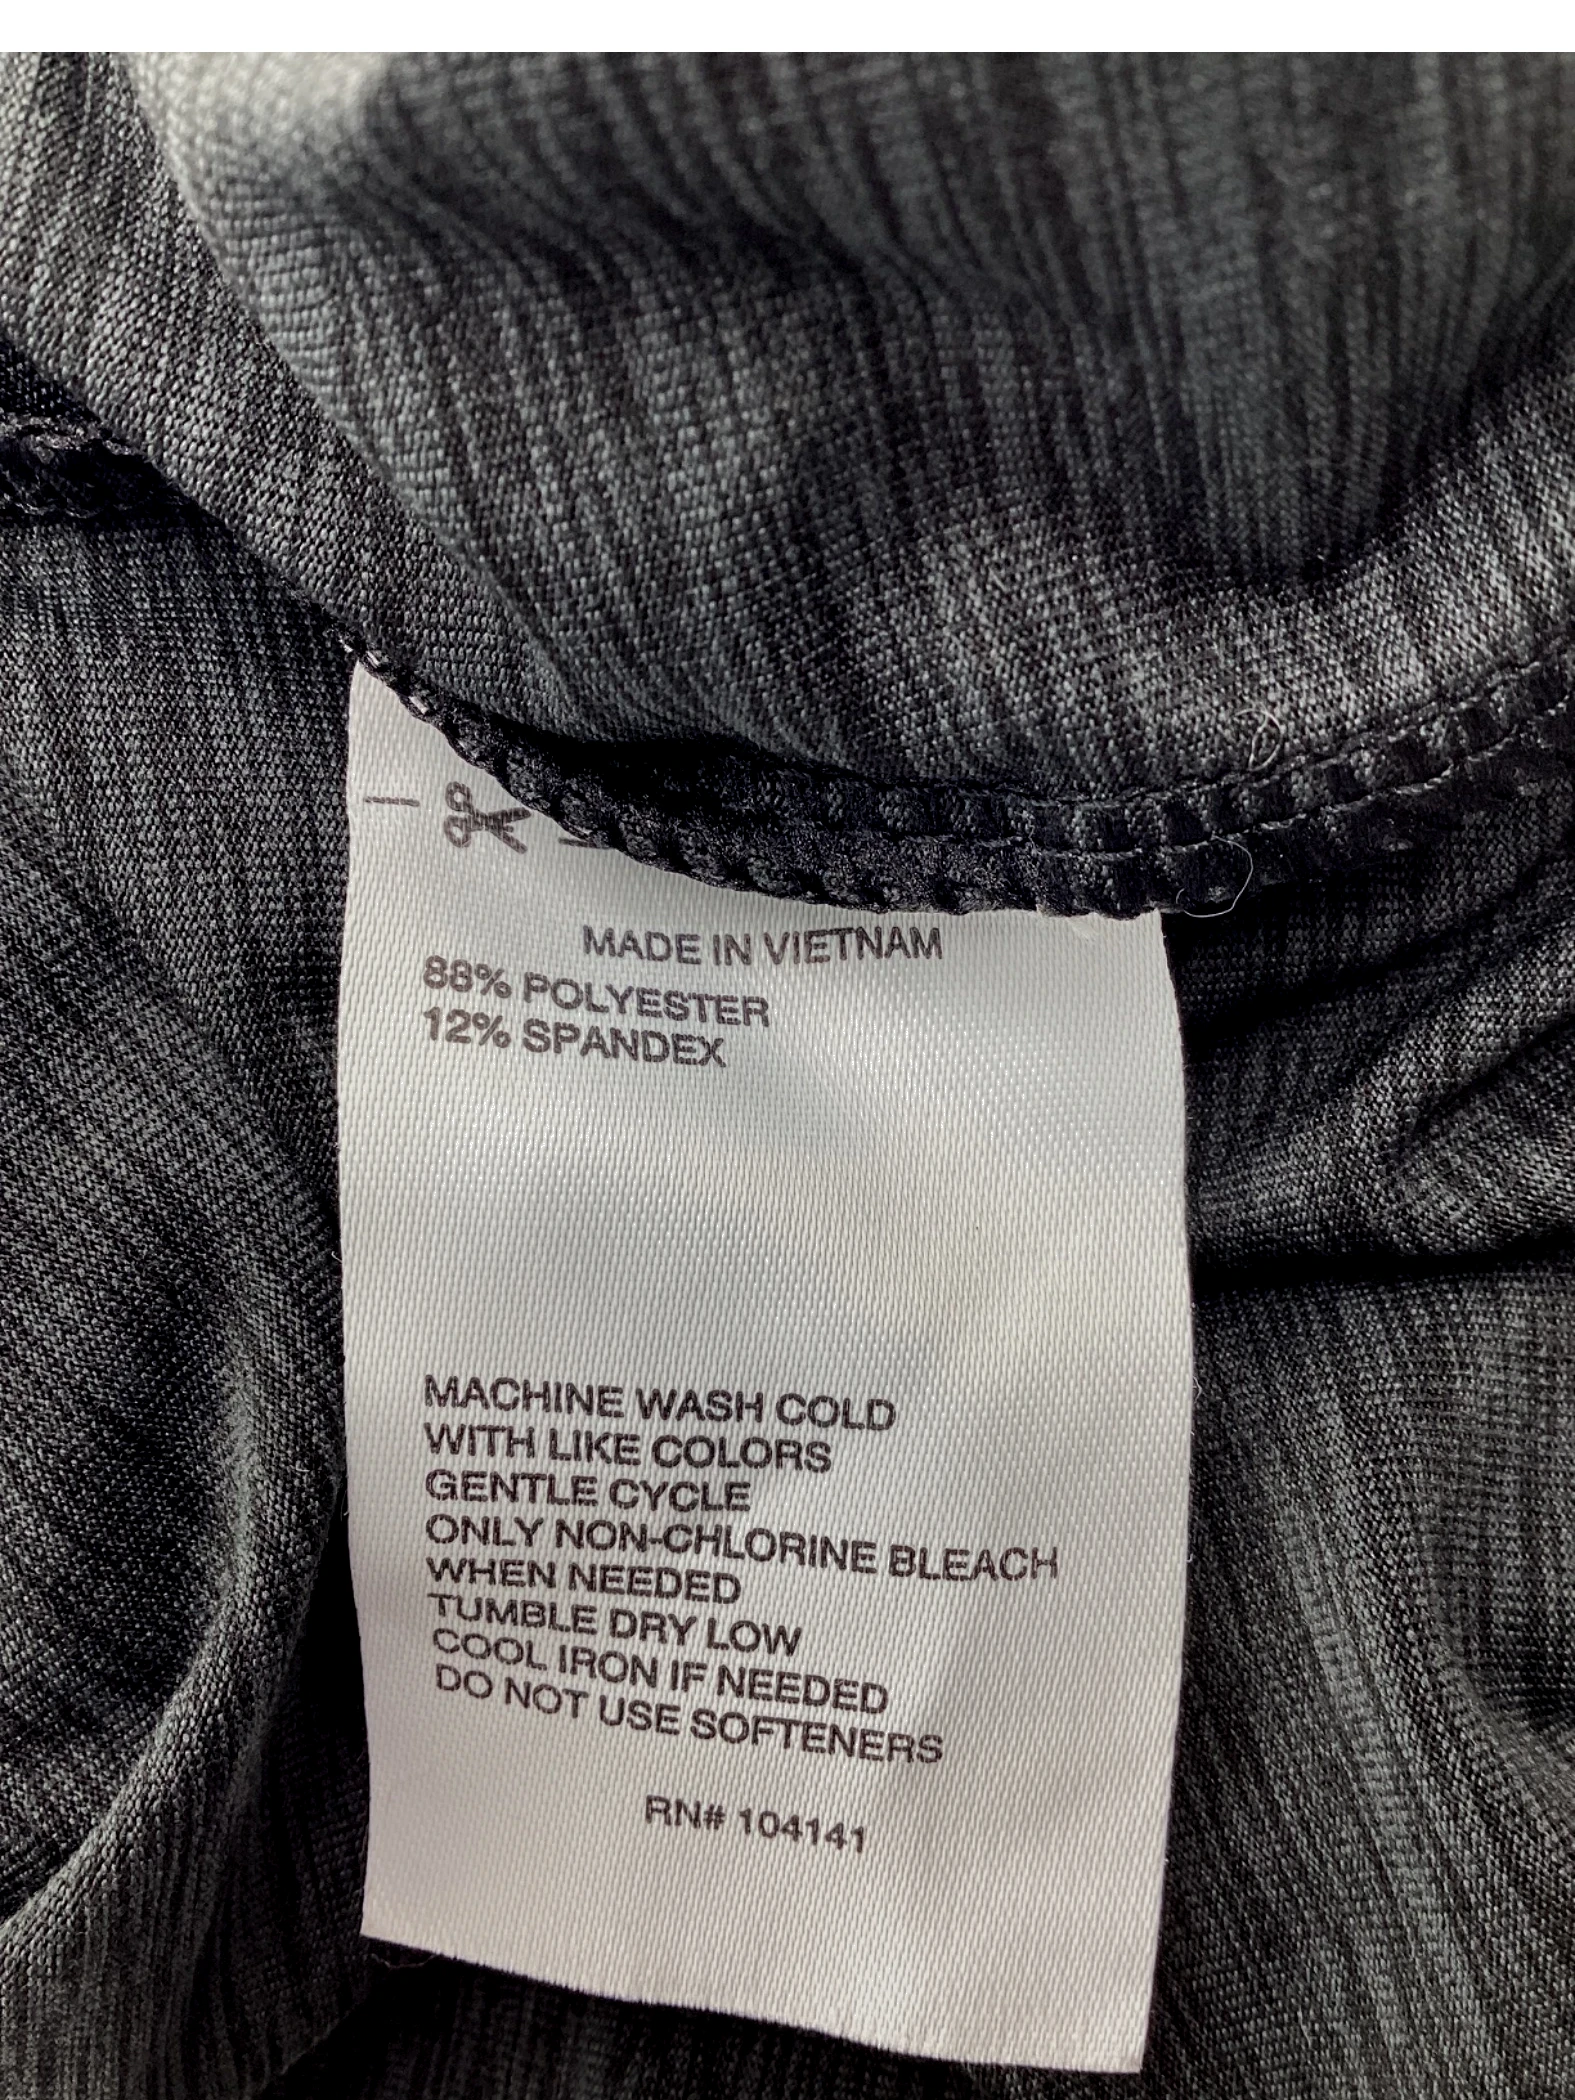 MADE IN VIETNAM
88% POLYESTER
12% SPANDEX
MACHINE WASH COLD
WITH LIKE COLORS
GENTLE CYCLE
ONLY NON-CHLORINE BLEACH
WHEN NEEDED
TUMBLE DRY LOW
COOL IRON IF NEEDED
DO NOT USE SOFTENERS
RN# 104141